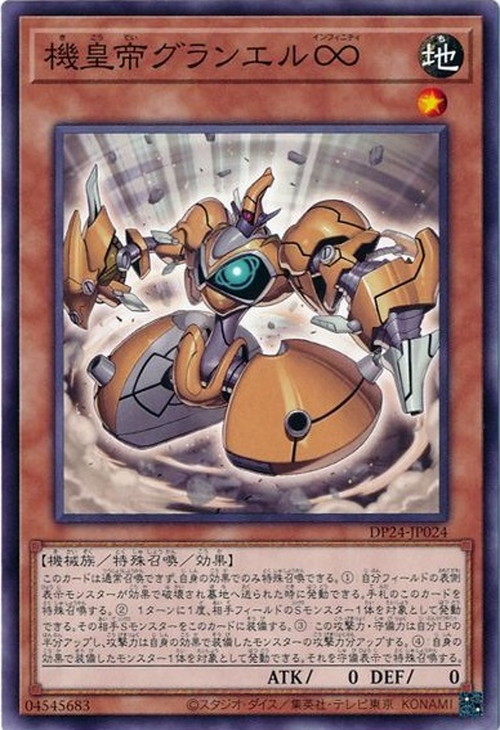 機皇帝グランエル∞
インフィニティ
地
DP24-JP024
【機械族/特殊召喚/効果】
このカードは通常召喚できず、自身の効果でのみ特殊召喚できる。① 自分フィールドの表側
表示モンスターが効果で破壊され墓地へ送られた時に発動できる。手札のこのカードを
特殊召喚する。② 1ターンに1度、相手フィールドのSモンスター1体を対象として発動
できる。その相手Sモンスターをこのカードに装備する。③ この攻撃力・守備力は自分LPの
半分アップし、攻撃力は自身の効果で装備したモンスターの攻撃力分アップする。④ 自身の
効果で装備したモンスター1体を対象として発動できる。それを守備表示で特殊召喚する。
ATK/ 0 DEF/ 0
04545683 ©スタジオ・ダイス/集英社・テレビ東京 KONAMI